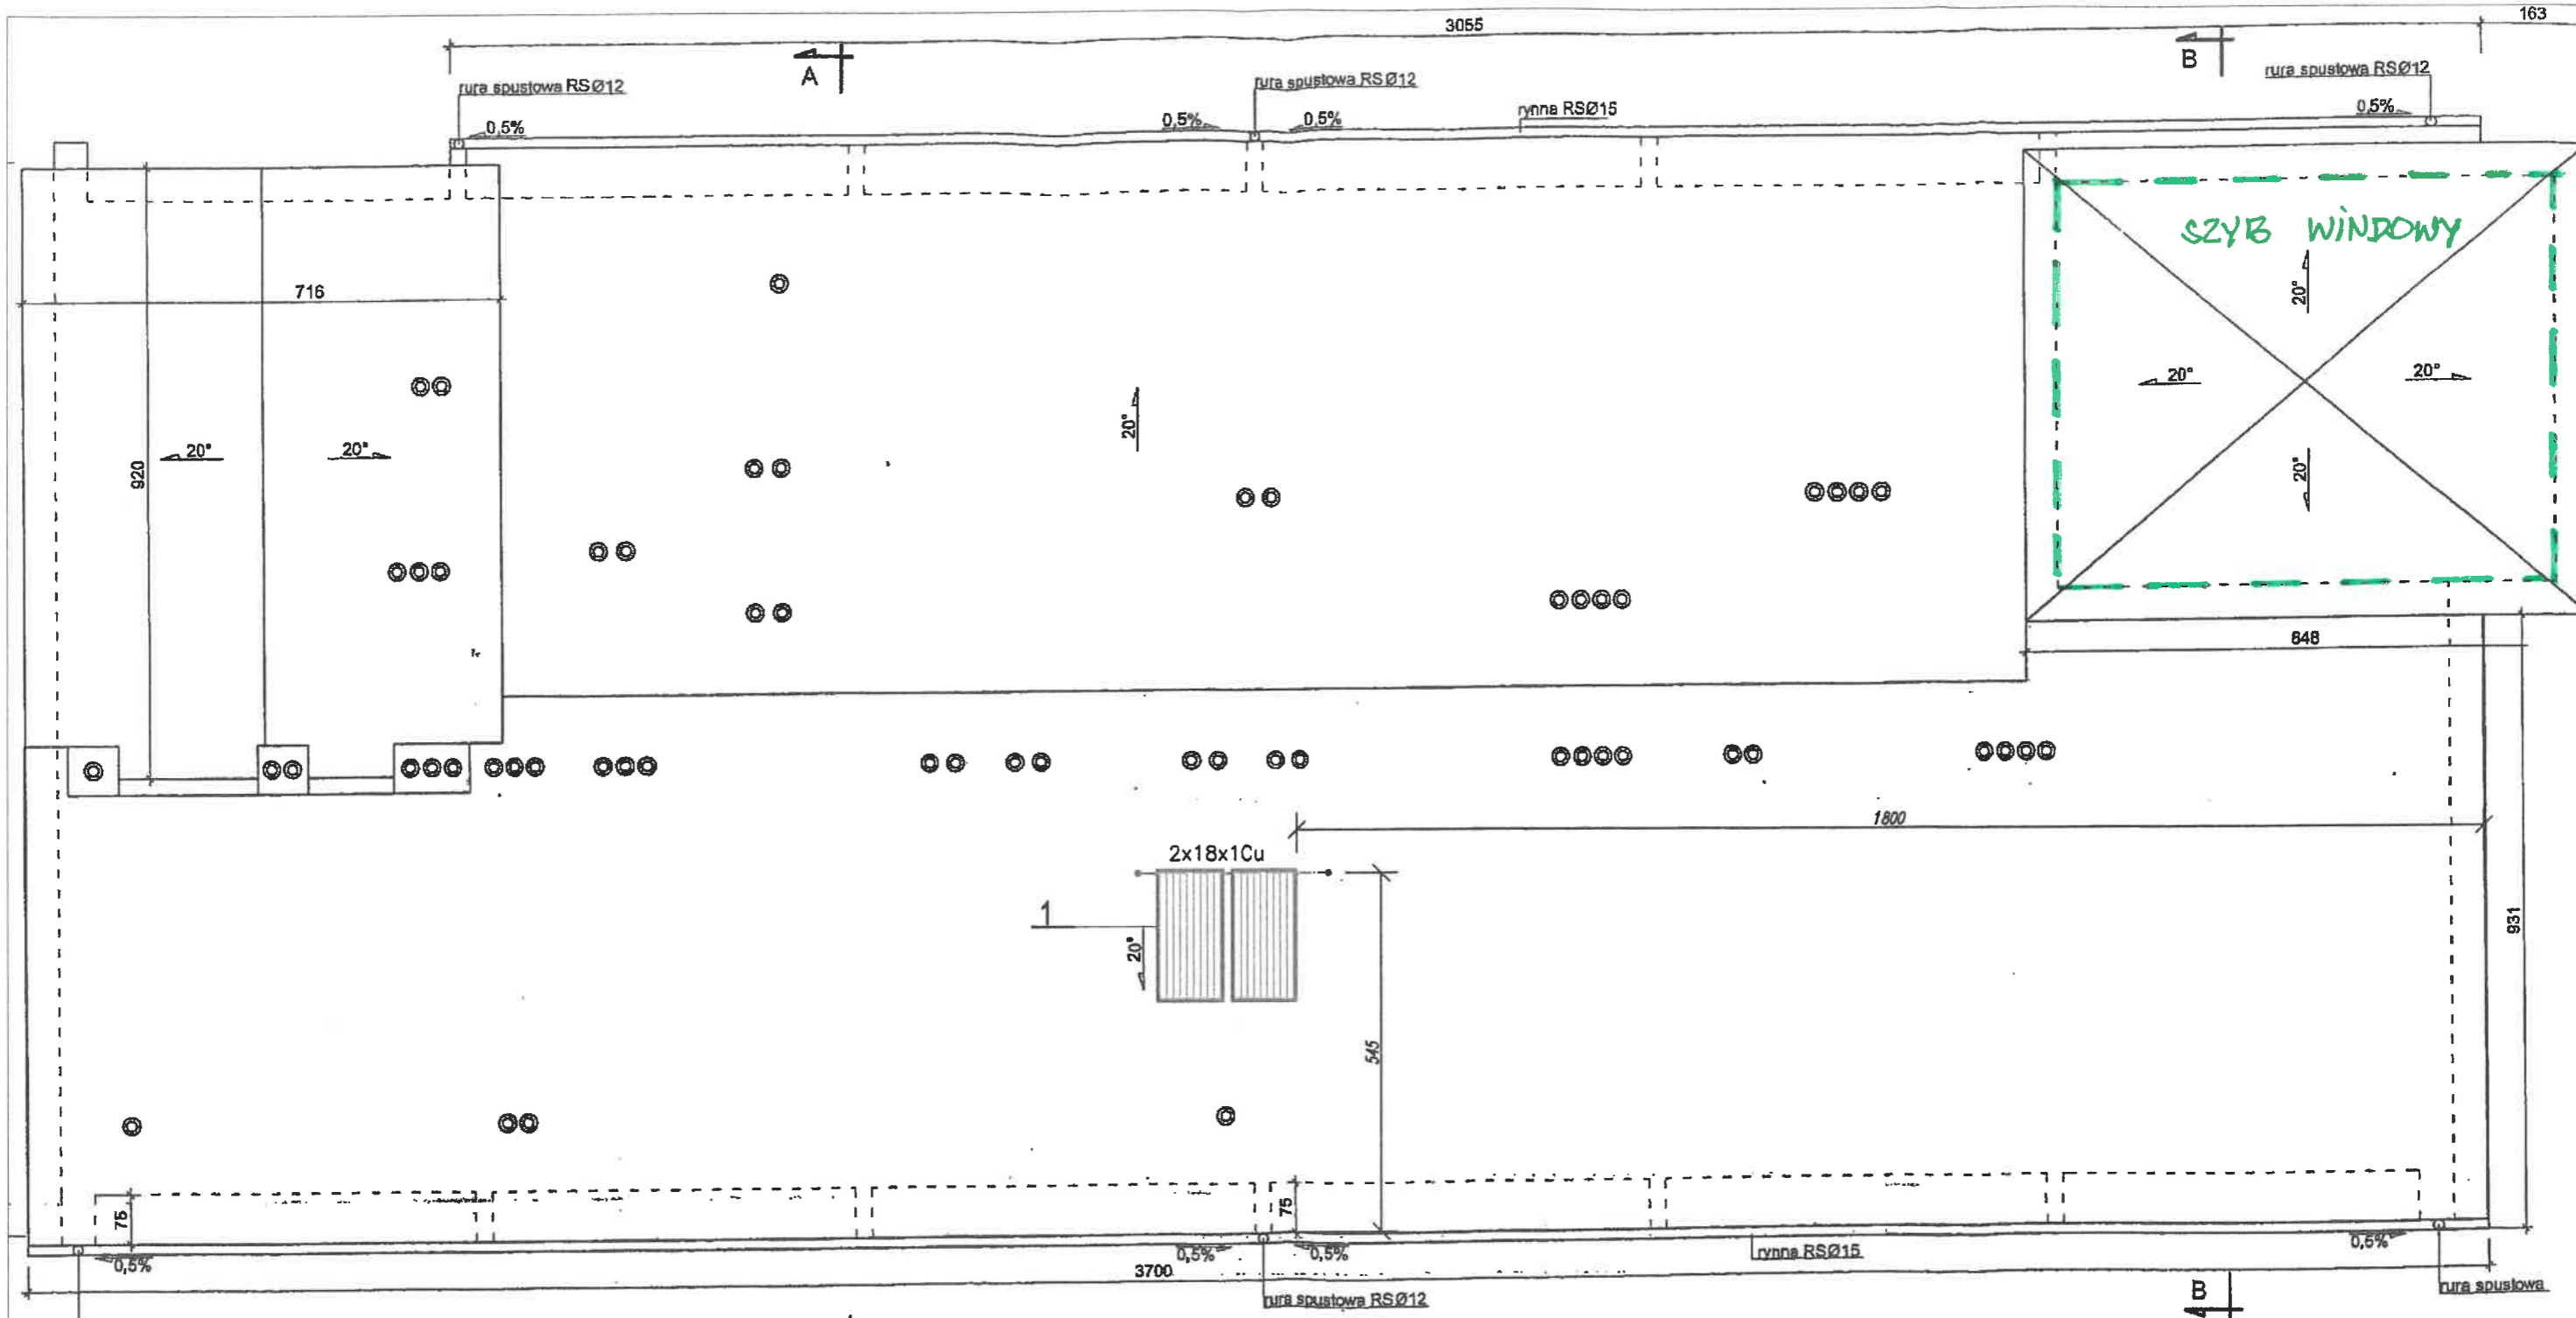 3055
163
A
B
rura spustowa RSØ12
rura spustowa RSØ12
rura spustowa RSØ12
0,5%
0,5%
0,5%
rynna RSØ15
0,5%
SZYB WINDOWY
716
20°
20°
20°
20°
20°
920
20°
20°
848
1800
2x18x1Cu
1
20°
931
545
75
75
0,5%
0,5%
0,5%
rynna RSØ15
0,5%
3700
rura spustowa RSØ12
B
rura spustowa